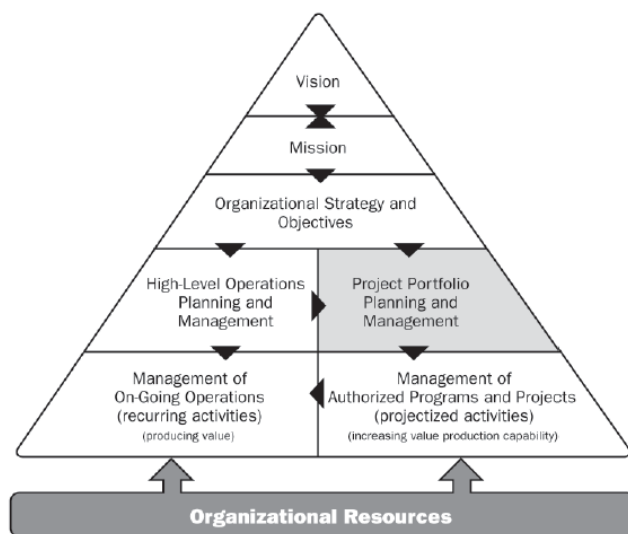 Vision
Mission
Organizational Strategy and
Objectives
High-Level Operations
Planning and
Management
Project Portfolio
Planning and
Management
Management of
On-Going Operations
(recurring activities)
(producing value)
Management of
Authorized Programs and Projects
(projectized activities)
(increasing value production capability)
Organizational Resources